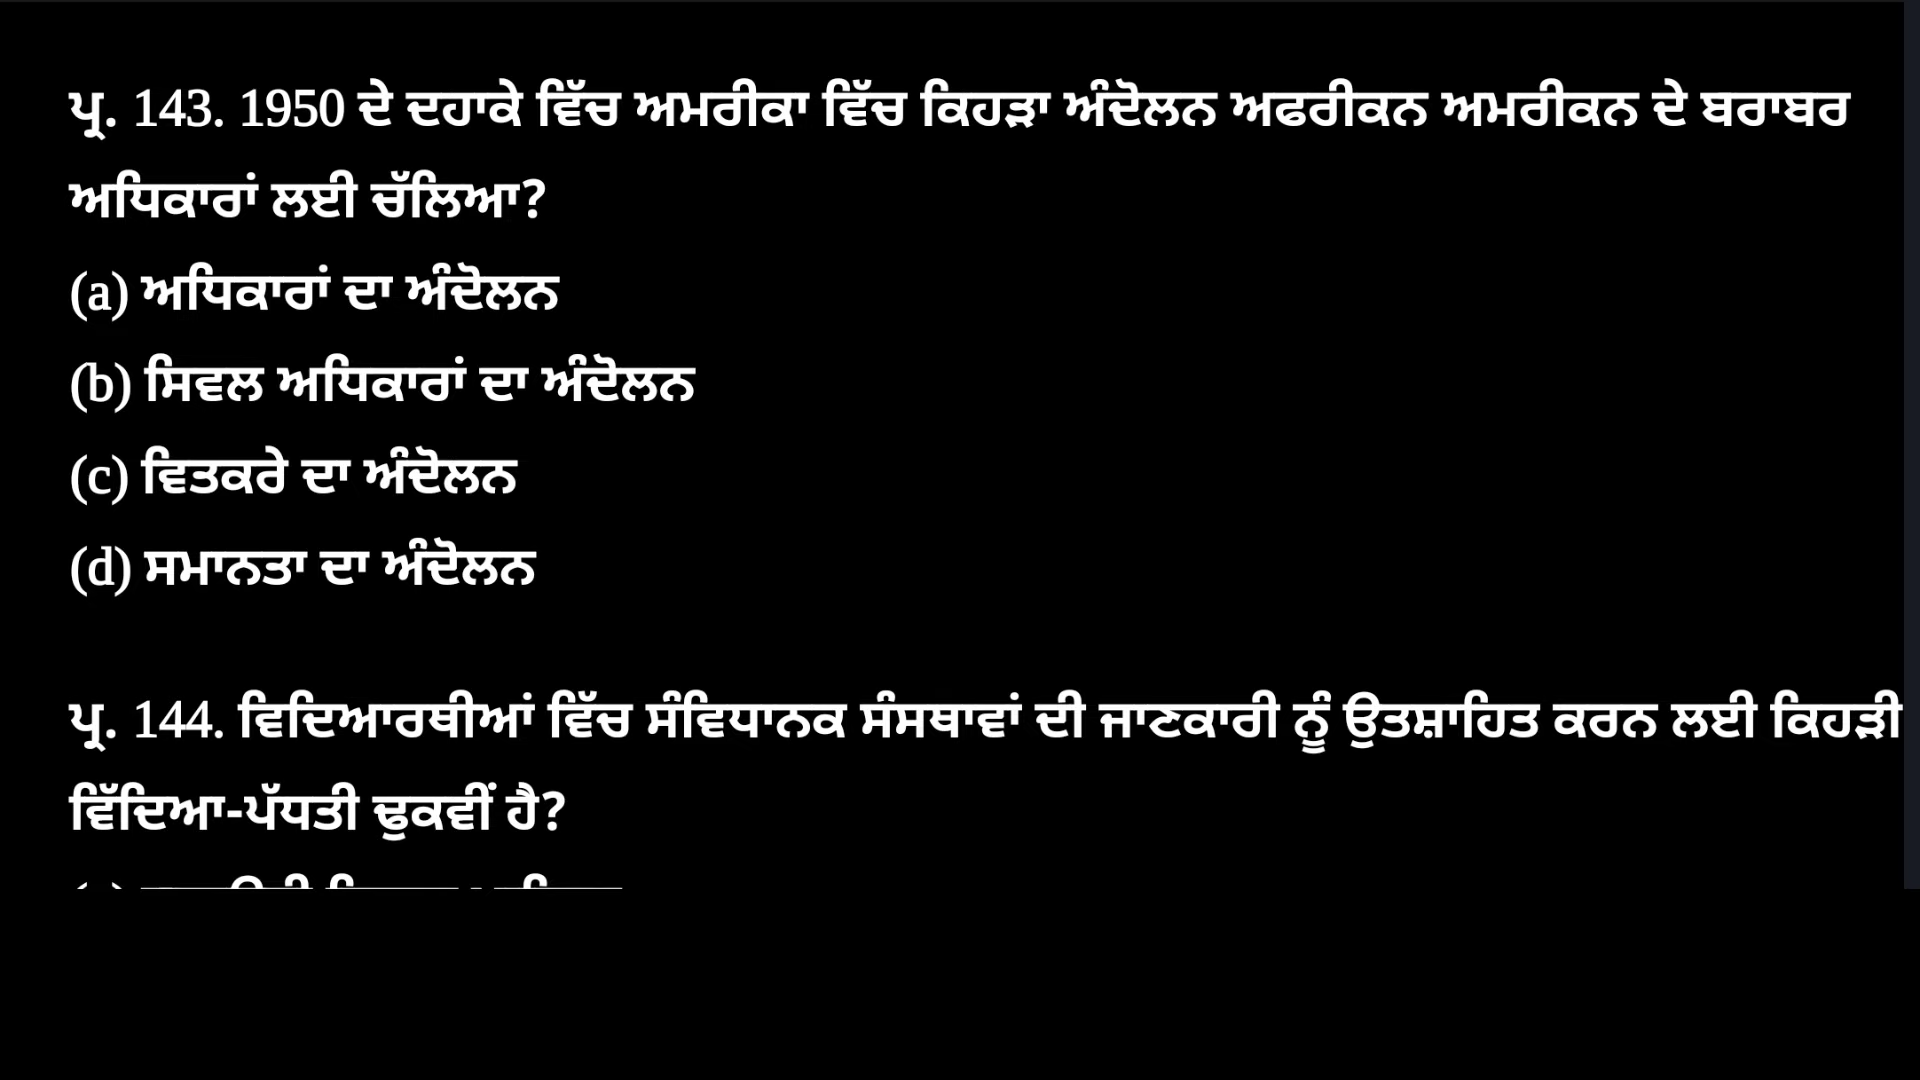 ਪ੍ਰ. 143. 1950 ਦੇ ਦਹਾਕੇ ਵਿੱਚ ਅਮਰੀਕਾ ਵਿੱਚ ਕਿਹੜਾ ਅੰਦੋਲਨ ਅਫਰੀਕਨ ਅਮਰੀਕਨ ਦੇ ਬਰਾਬਰ
ਅਧਿਕਾਰਾਂ ਲਈ ਚੱਲਿਆ?
(a) ਅਧਿਕਾਰਾਂ ਦਾ ਅੰਦੋਲਨ
(b) ਸਿਵਲ ਅਧਿਕਾਰਾਂ ਦਾ ਅੰਦੋਲਨ
(c) ਵਿਤਕਰੇ ਦਾ ਅੰਦੋਲਨ
(d) ਸਮਾਨਤਾ ਦਾ ਅੰਦੋਲਨ
ਪ੍ਰ. 144. ਵਿਦਿਆਰਥੀਆਂ ਵਿੱਚ ਸੰਵਿਧਾਨਕ ਸੰਸਥਾਵਾਂ ਦੀ ਜਾਣਕਾਰੀ ਨੂੰ ਉਤਸ਼ਾਹਿਤ ਕਰਨ ਲਈ ਕਿਹੜੀ
ਵਿੱਦਿਆ-ਪੱਧਤੀ ਢੁਕਵੀਂ ਹੈ?